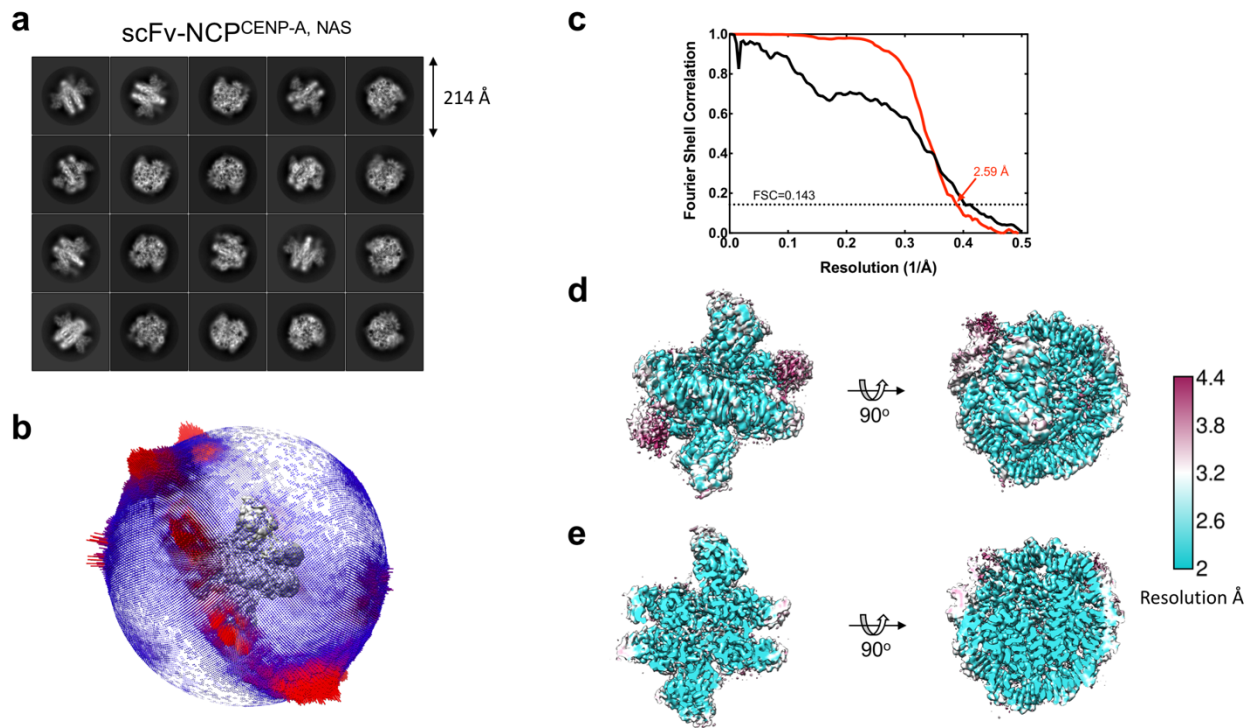 a
scFv-NCP^CENP-A, NAS
214 Å
b
c
Fourier Shell Correlation
1.0
0.8
0.6
0.4
0.2
0.0
2.59 Å
FSC=0.143
0.0 0.1 0.2 0.3 0.4 0.5
Resolution (1/Å)
d
90°
e
90°
4.4
3.8
3.2
2.6
2
Resolution Å